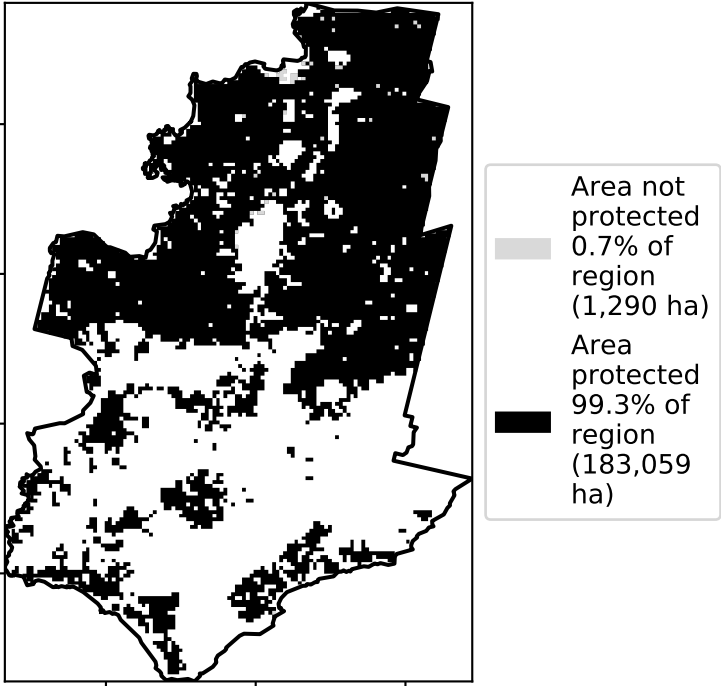 Area not
protected
0.7% of
region
(1,290 ha)
Area
protected
99.3% of
region
(183,059
ha)